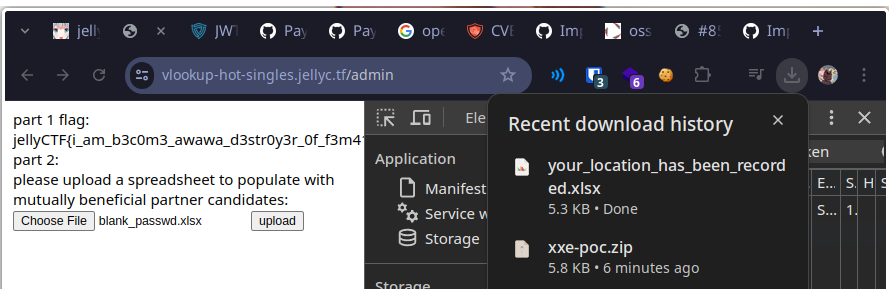 jelly
JWT
Pay
Pay
ope
CVE
Imp
oss
#8
Imp
vlookup-hot-singles.jellyc.tf/admin
3
6
part 1 flag:
jellyCTF{i_am_b3c0m3_awawa_d3str0y3r_0f_f3m4
part 2:
please upload a spreadsheet to populate with
mutually beneficial partner candidates:
Choose File blank_passwd.xlsx upload
Ele
Application
Manifest
Service w
Storage
Storage
Recent download history
your_location_has_been_record
ed.xlsx
5.3 KB • Done
xxe-poc.zip
5.8 KB • 6 minutes ago
ken
E... S. H S
S... 1.